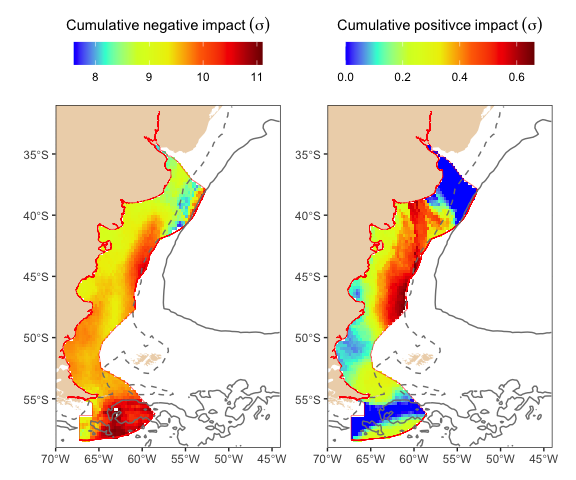 Cumulative negative impact (σ)
Cumulative positivce impact (σ)
8 9 10 11
0.0 0.2 0.4 0.6
35°S 35°S
40°S 40°S
45°S 45°S
50°S 50°S
55°S 55°S
70°W 65°W 60°W 55°W 50°W 45°W
70°W 65°W 60°W 55°W 50°W 45°W